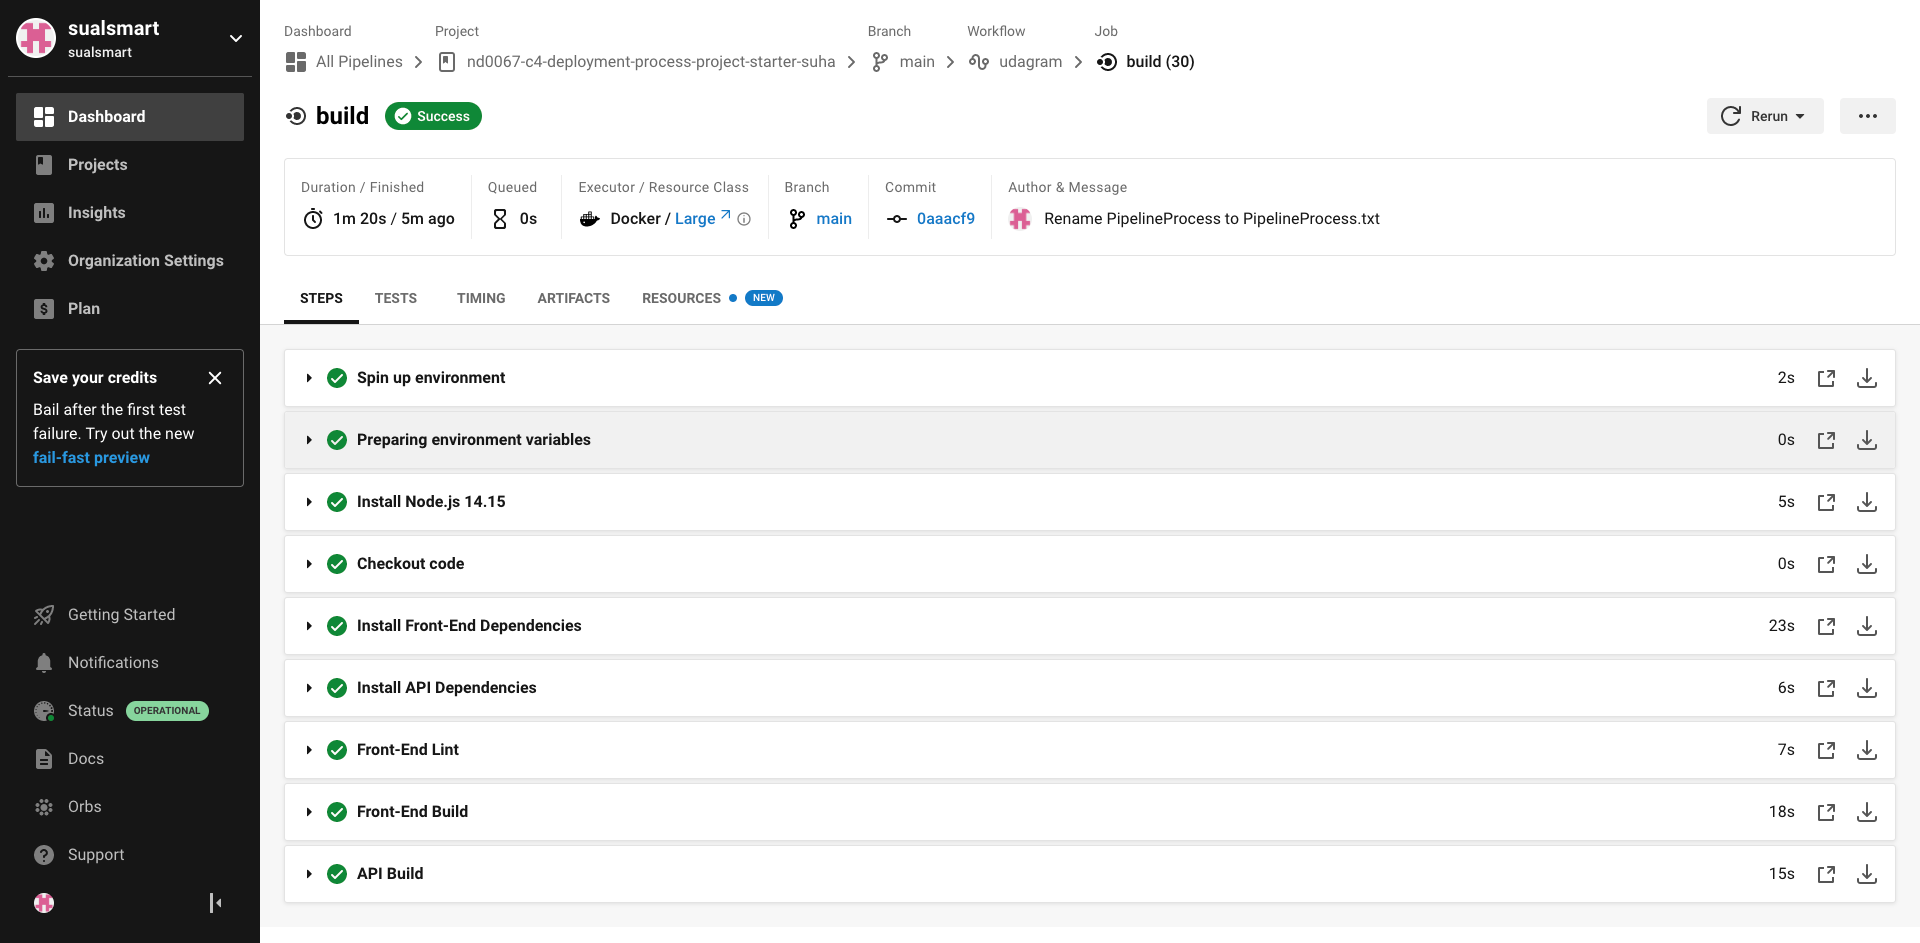 sualsmart
sualsmart
Dashboard
Projects
Insights
Organization Settings
Plan
Save your credits
Bail after the first test
failure. Try out the new
fail-fast preview
Getting Started
Notifications
Status OPERATIONAL
Docs
Orbs
Support
Dashboard Project Branch Workflow Job
All Pipelines nd0067-c4-deployment-process-project-starter-suha main udagram build (30)
build Success Rerun
Duration / Finished Queued Executor / Resource Class Branch Commit Author & Message
1m 20s / 5m ago 0s Docker / Large main 0aaacf9 Rename PipelineProcess to PipelineProcess.txt
STEPS TESTS TIMING ARTIFACTS RESOURCES NEW
Spin up environment 2s
Preparing environment variables 0s
Install Node.js 14.15 5s
Checkout code 0s
Install Front-End Dependencies 23s
Install API Dependencies 6s
Front-End Lint 7s
Front-End Build 18s
API Build 15s